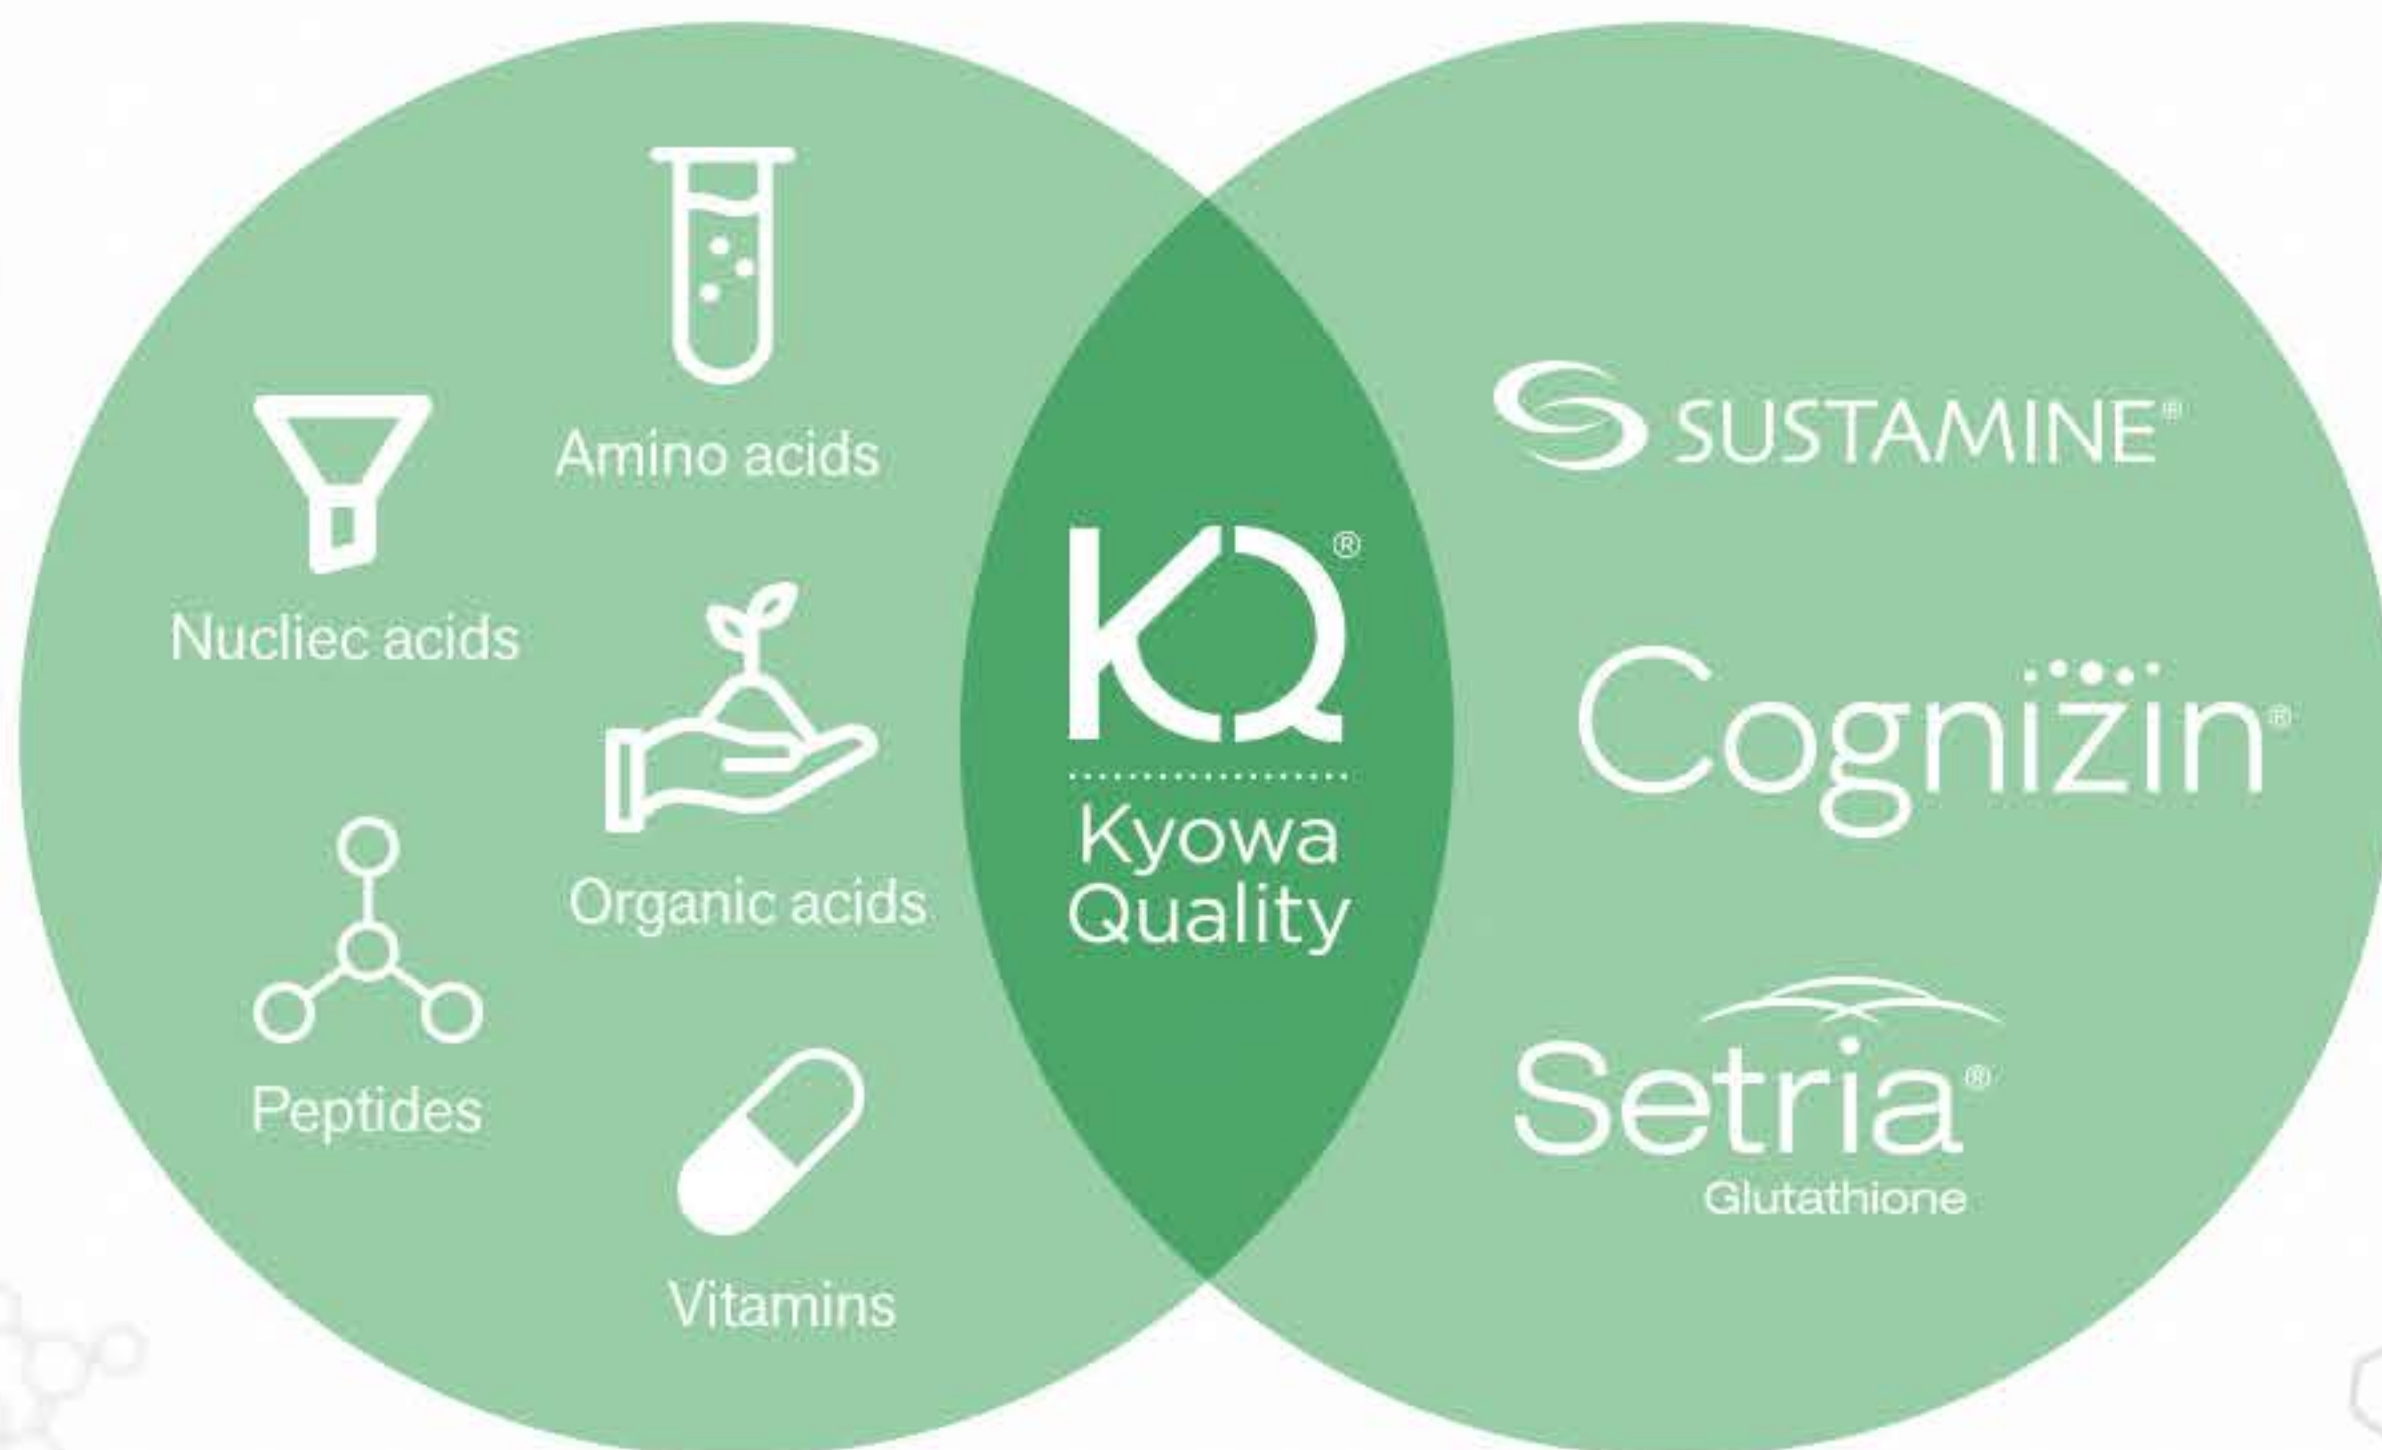 Amino acids
Nucliec acids
Organic acids
Peptides
Vitamins
KQ®
Kyowa
Quality
SUSTAMINE®
Cognizin®
Setria®
Glutathione